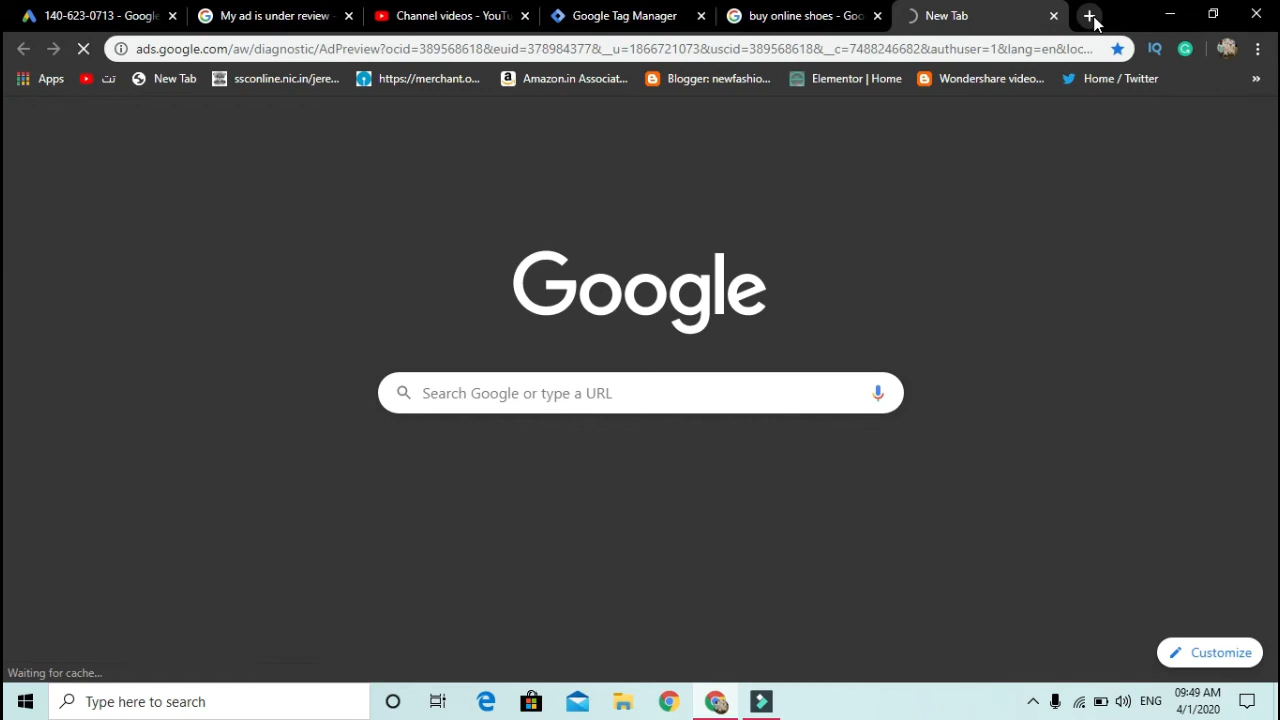 140-623-0713 - Google
My ad is under review -
Channel videos - YouTu
Google Tag Manager
buy online shoes - Goo
New Tab
ads.google.com/aw/diagnostic/AdPreview?ocid=389568618&euid=378984377&__u=1866721073&uscid=389568618&__c=7488246682&authuser=1&lang=en&loc...
IQ
Apps
نت
New Tab
ssconline.nic.in/jere...
https://merchant.o...
Amazon.in Associat...
Blogger: newfashio...
Elementor | Home
Wondershare video...
Home / Twitter
»
Google
Search Google or type a URL
Customize
Waiting for cache...
Type here to search
ENG
09:49 AM
4/1/2020